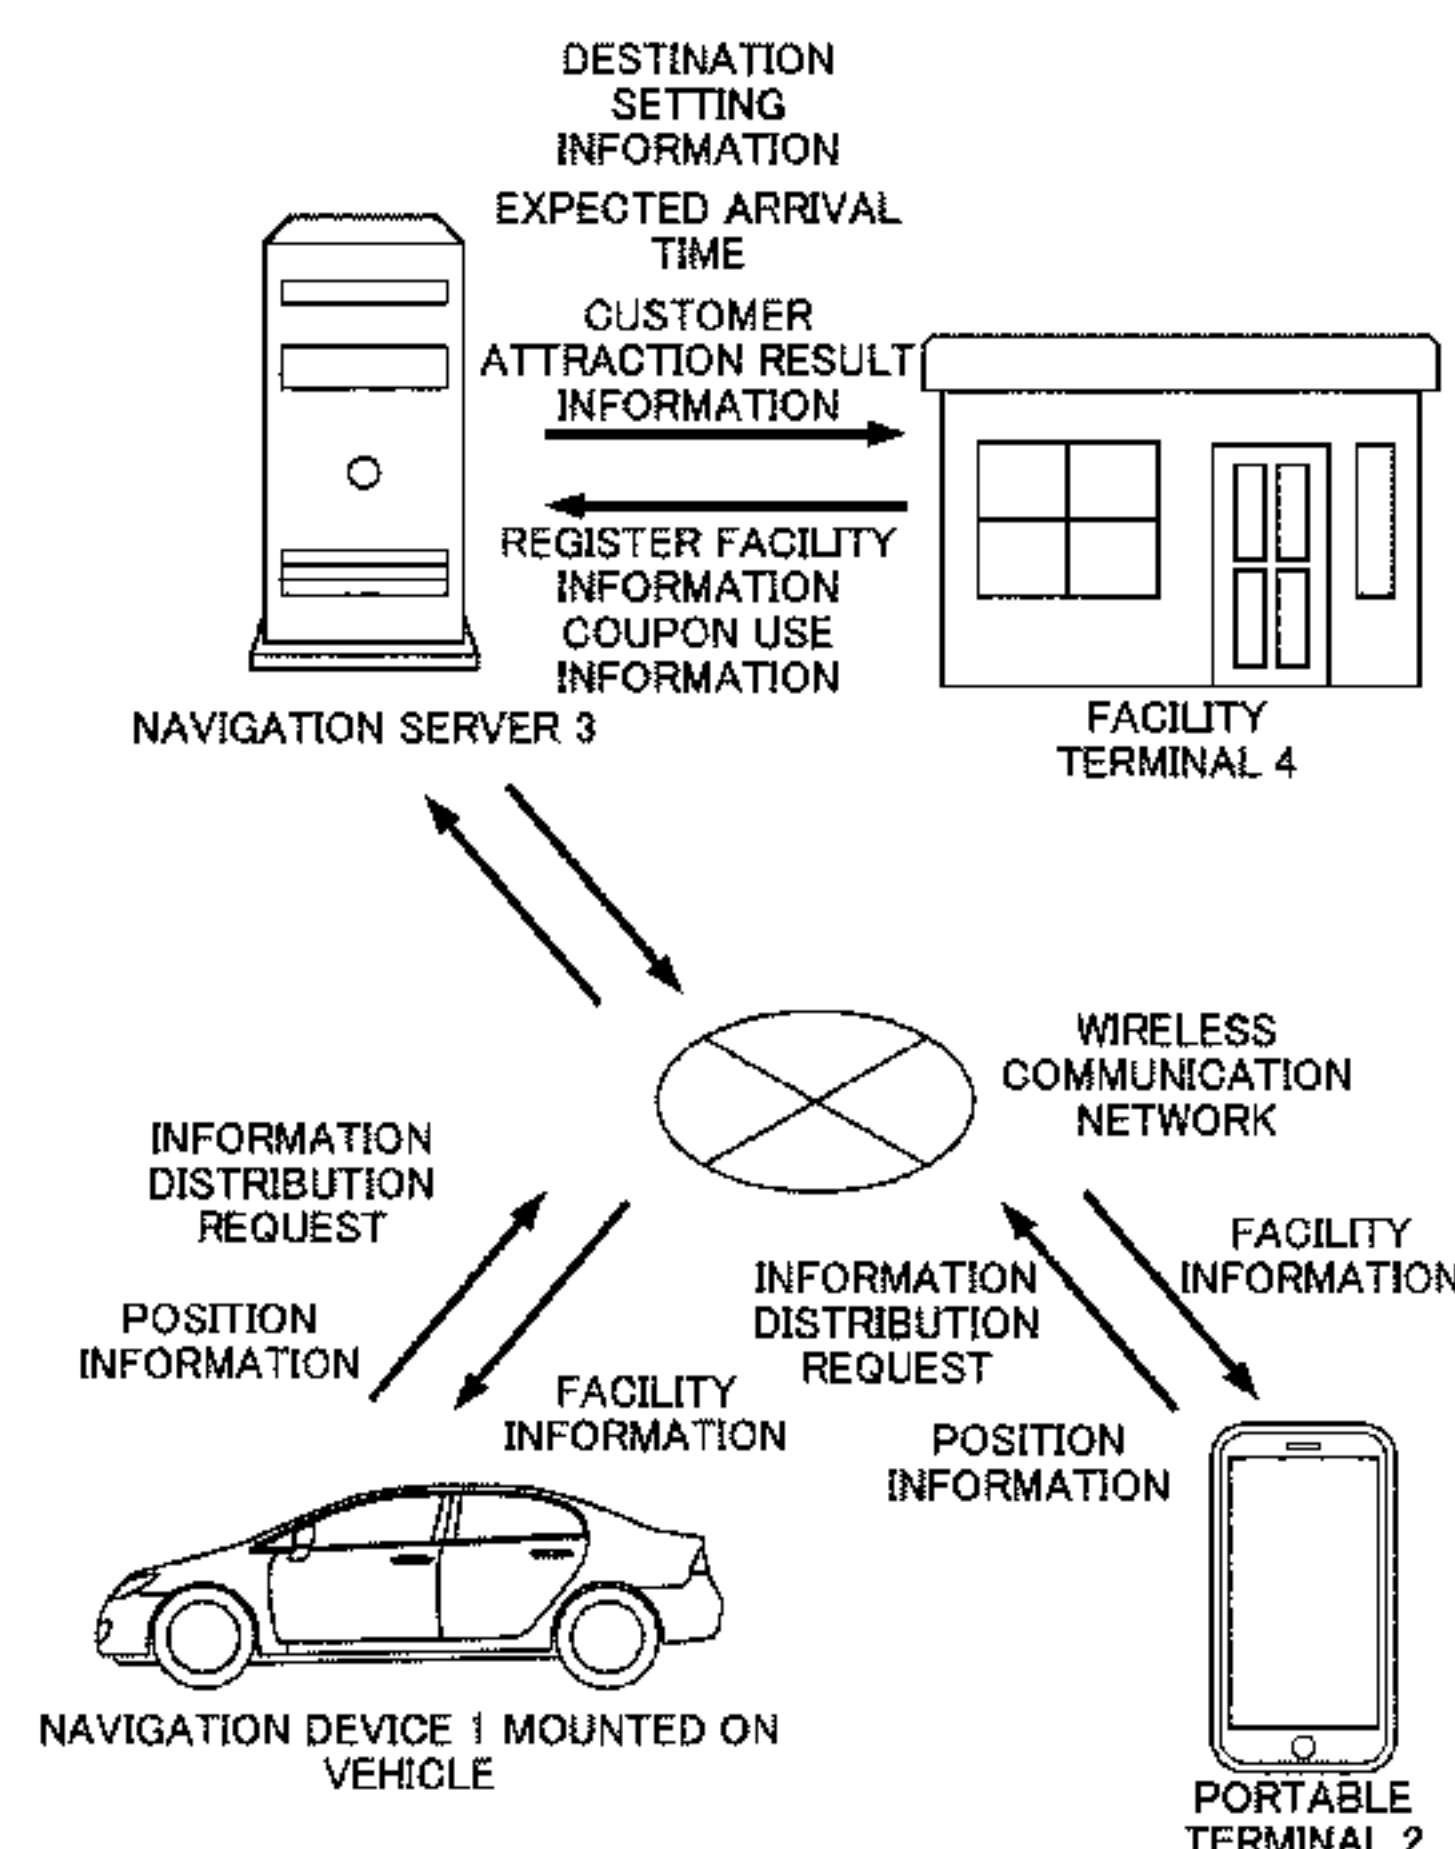 DESTINATION
SETTING
INFORMATION
EXPECTED ARRIVAL
TIME
CUSTOMER
ATTRACTION RESULT
INFORMATION
REGISTER FACILITY
INFORMATION
COUPON USE
INFORMATION
NAVIGATION SERVER 3
FACILITY
TERMINAL 4
WIRELESS
COMMUNICATION
NETWORK
INFORMATION
DISTRIBUTION
REQUEST
POSITION
INFORMATION
FACILITY
INFORMATION
INFORMATION
DISTRIBUTION
REQUEST
POSITION
INFORMATION
FACILITY
INFORMATION
NAVIGATION DEVICE 1 MOUNTED ON
VEHICLE
PORTABLE
TERMINAL 2